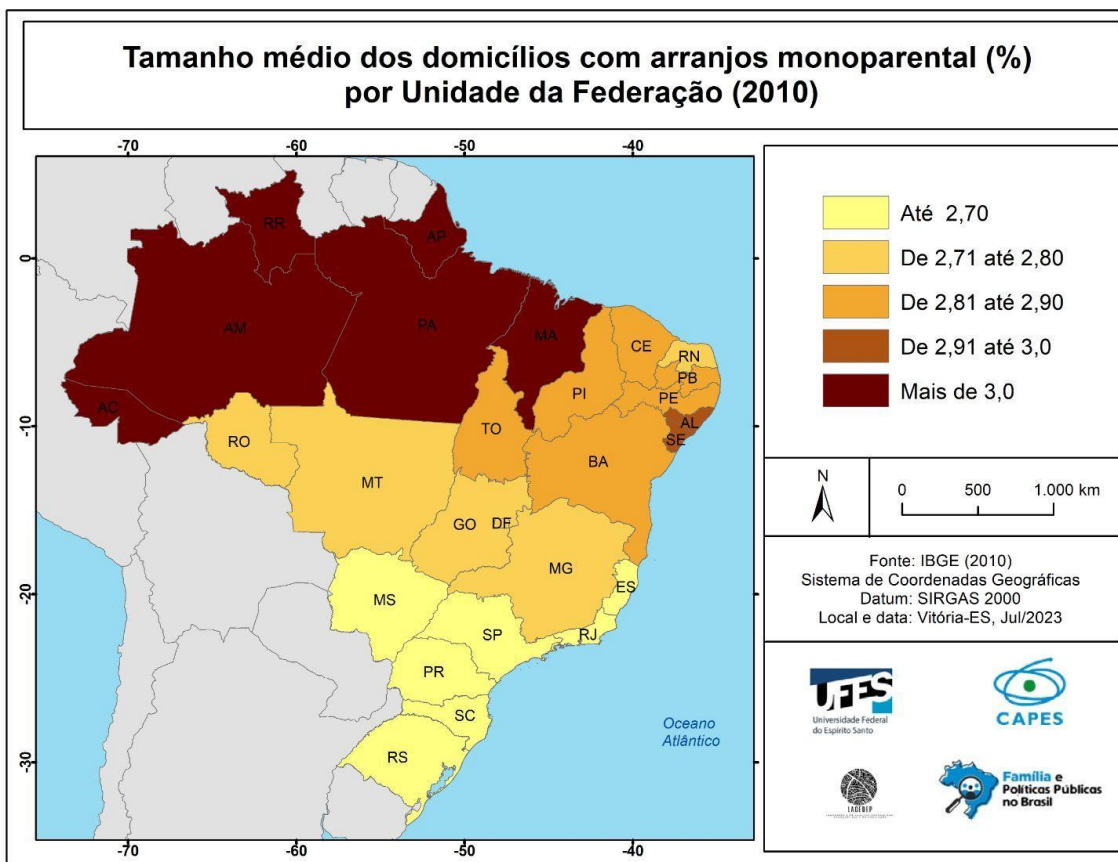 Tamanho médio dos domicílios com arranjos monoparental (%)
por Unidade da Federação (2010)
-70
-60
-50
-40
0
-10
-20
-30
-70
-60
-50
-40
RR
AP
AM
PA
MA
AC
RO
TO
PI
CE
RN
PB
PE
AL
SE
BA
MT
GO
DF
MG
ES
MS
SP
RJ
PR
SC
RS
Oceano
Atlântico
Até 2,70
De 2,71 até 2,80
De 2,81 até 2,90
De 2,91 até 3,0
Mais de 3,0
N
0 500 1.000 km
Fonte: IBGE (2010)
Sistema de Coordenadas Geográficas
Datum: SIRGAS 2000
Local e data: Vitória-ES, Jul/2023
UFES
Universidade Federal
do Espírito Santo
CAPES
LAGEDEP
Família e
Políticas Públicas
no Brasil